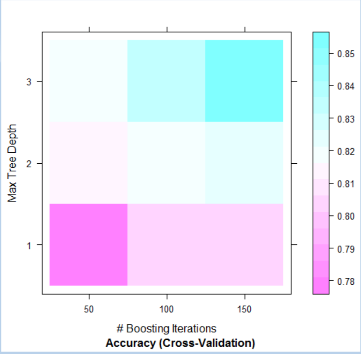 3
2
1
Max Tree Depth
50 100 150
# Boosting Iterations
Accuracy (Cross-Validation)
0.85
0.84
0.83
0.82
0.81
0.80
0.79
0.78